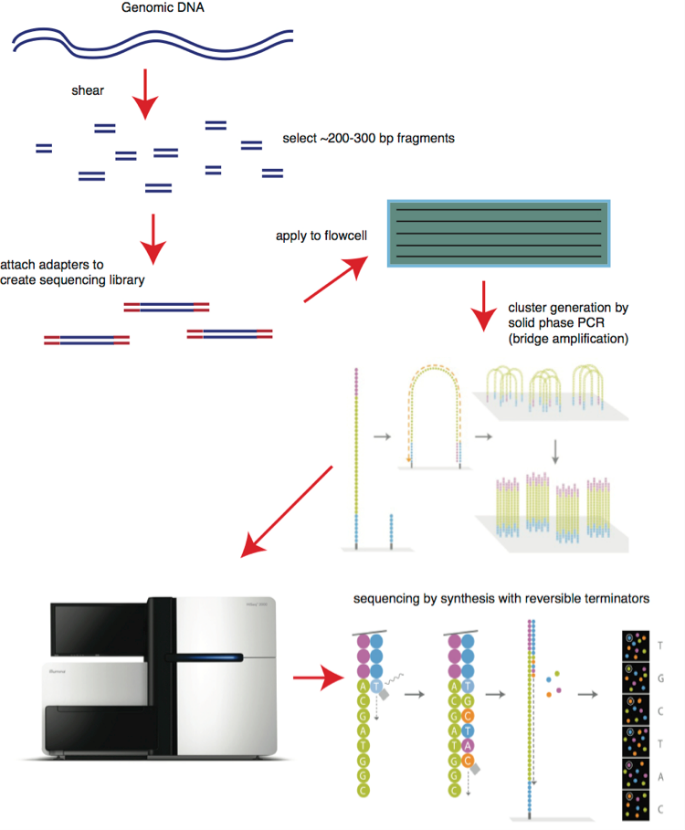 Genomic DNA
shear
select ~200-300 bp fragments
apply to flowcell
attach adapters to
create sequencing library
cluster generation by
solid phase PCR
(bridge amplification)
sequencing by synthesis with reversible terminators
A T
A T
C G
G C
A T
T A
G C
G
C
A
C
G
A
T
G
G
C
T
G
C
T
A
C